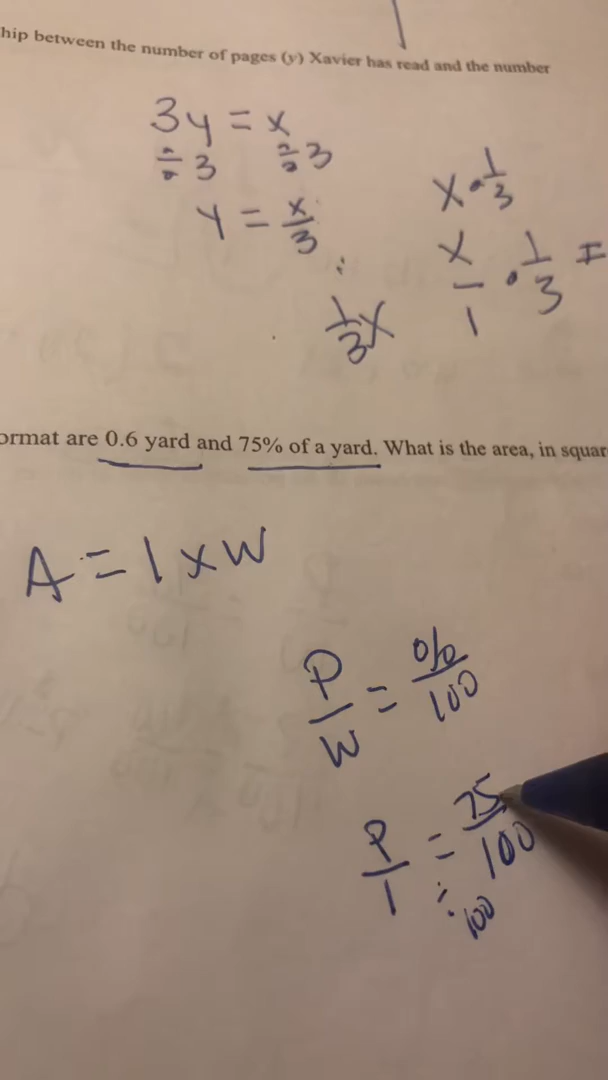 hip between the number of pages (y) Xavier has read and the number
3y = x
÷ 3 ÷ 3
y = x/3
x · 1/3
x/1 · 1/3 =
1/3 x
ormat are 0.6 yard and 75% of a yard. What is the area, in squar
A = l x w
P/W = %/100
P/1 = 75/100
÷ 100